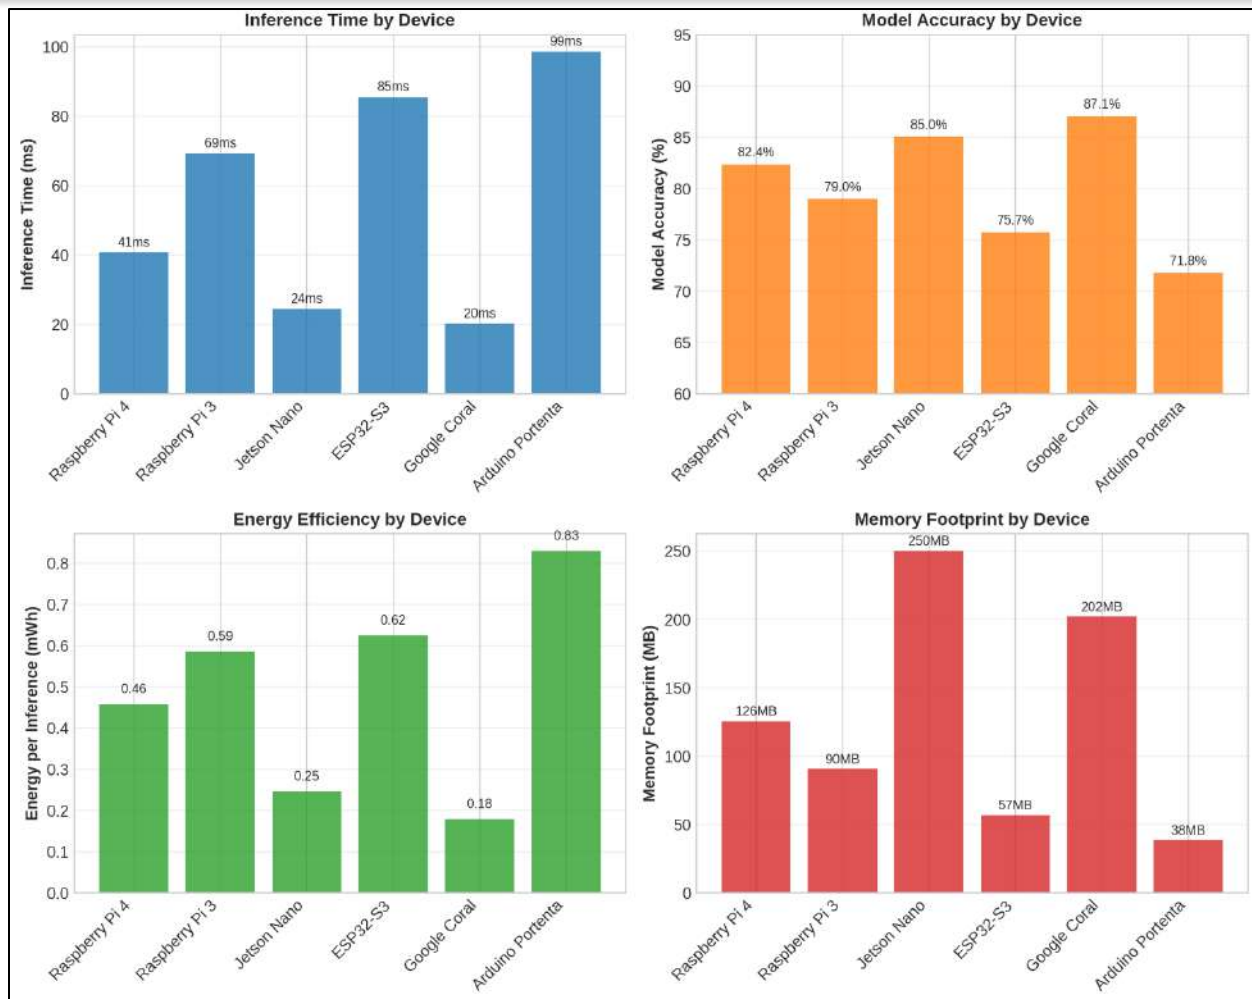 Inference Time by Device
Inference Time (ms)
100
80
60
40
20
0
41ms
69ms
24ms
85ms
20ms
99ms
Raspberry Pi 4
Raspberry Pi 3
Jetson Nano
ESP32-S3
Google Coral
Arduino Portenta
Model Accuracy by Device
Model Accuracy (%)
95
90
85
80
75
70
65
60
82.4%
79.0%
85.0%
75.7%
87.1%
71.8%
Raspberry Pi 4
Raspberry Pi 3
Jetson Nano
ESP32-S3
Google Coral
Arduino Portenta
Energy Efficiency by Device
Energy per Inference (mWh)
0.8
0.7
0.6
0.5
0.4
0.3
0.2
0.1
0.0
0.46
0.59
0.25
0.62
0.18
0.83
Raspberry Pi 4
Raspberry Pi 3
Jetson Nano
ESP32-S3
Google Coral
Arduino Portenta
Memory Footprint by Device
Memory Footprint (MB)
250
200
150
100
50
0
126MB
90MB
250MB
57MB
202MB
38MB
Raspberry Pi 4
Raspberry Pi 3
Jetson Nano
ESP32-S3
Google Coral
Arduino Portenta